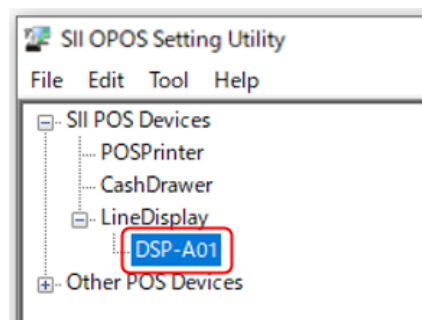 SII OPOS Setting Utility
File Edit Tool Help
SII POS Devices
POSPrinter
CashDrawer
LineDisplay
DSP-A01
Other POS Devices